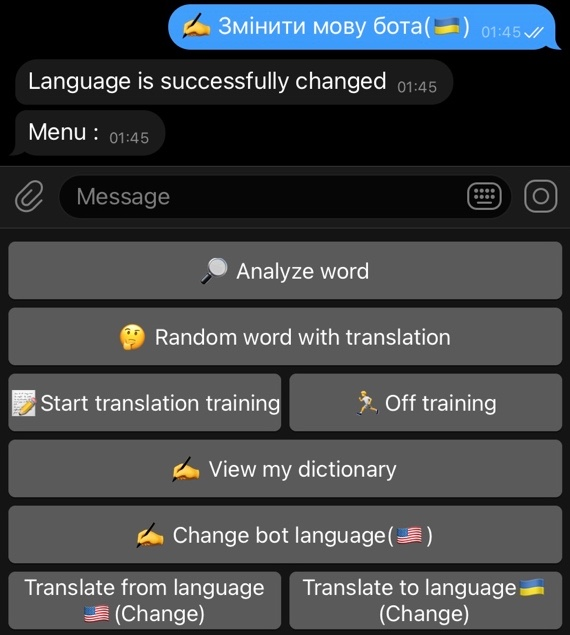 ✍️ Змінити мову бота(🇺🇦) 01:45
Language is successfully changed 01:45
Menu : 01:45
Message
🔎 Analyze word
🤔 Random word with translation
📝Start translation training
🏃Off training
✍️ View my dictionary
✍️ Change bot language(🇺🇸 )
Translate from language
🇺🇸 (Change)
Translate to language🇺🇦
(Change)